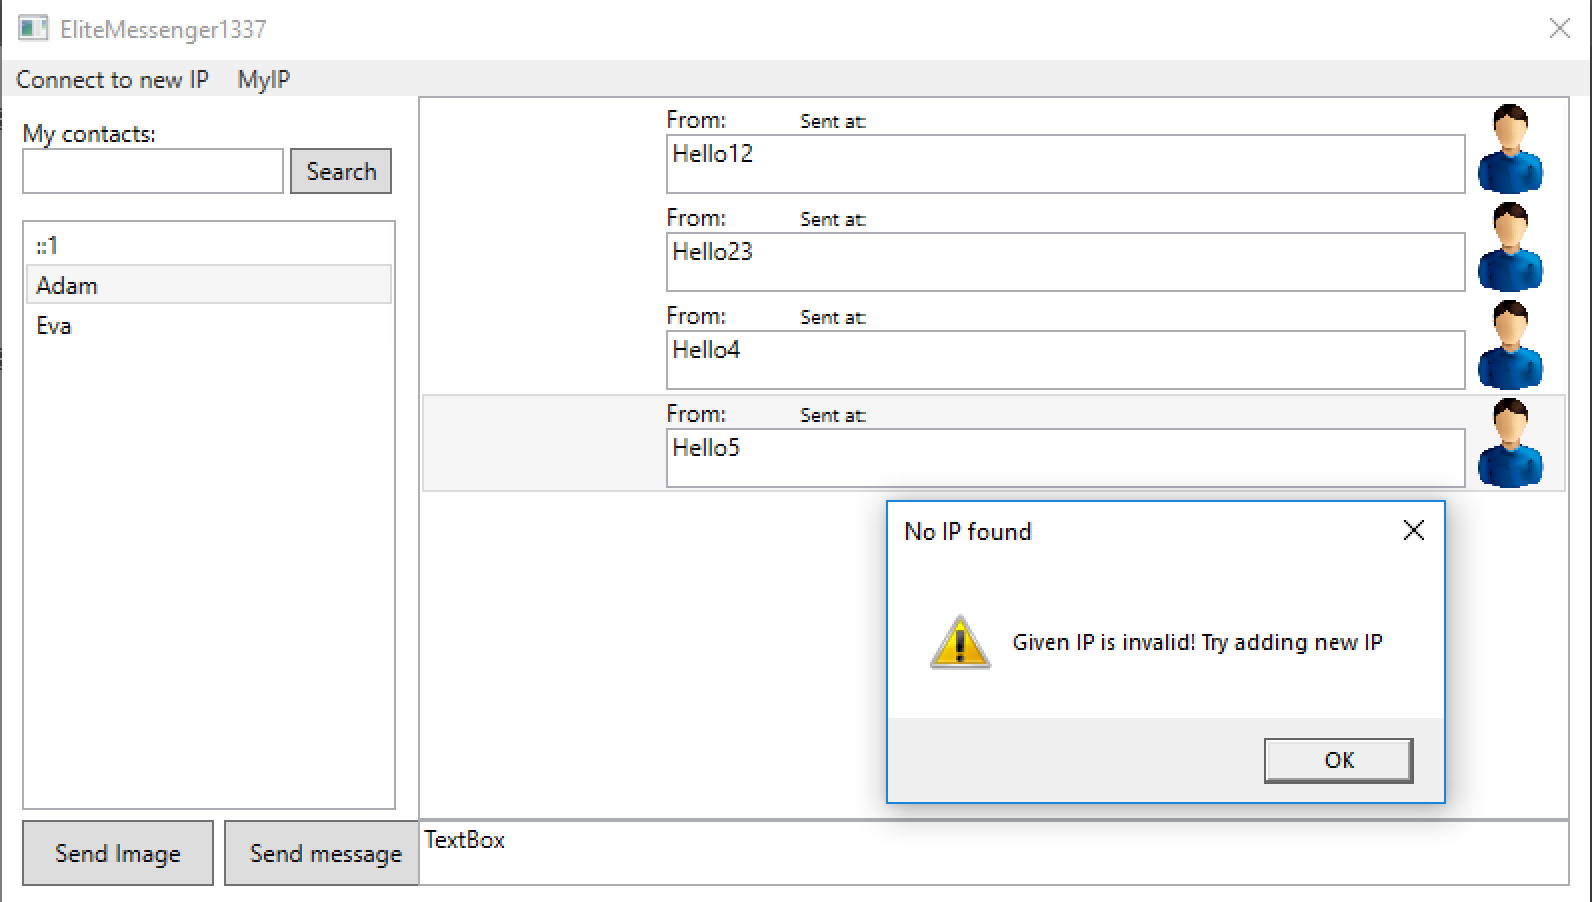 EliteMessenger1337
Connect to new IP MyIP
My contacts:
Search
::1
Adam
Eva
Send Image
Send message
From: Sent at:
Hello12
From: Sent at:
Hello23
From: Sent at:
Hello4
From: Sent at:
Hello5
No IP found
Given IP is invalid! Try adding new IP
OK
TextBox